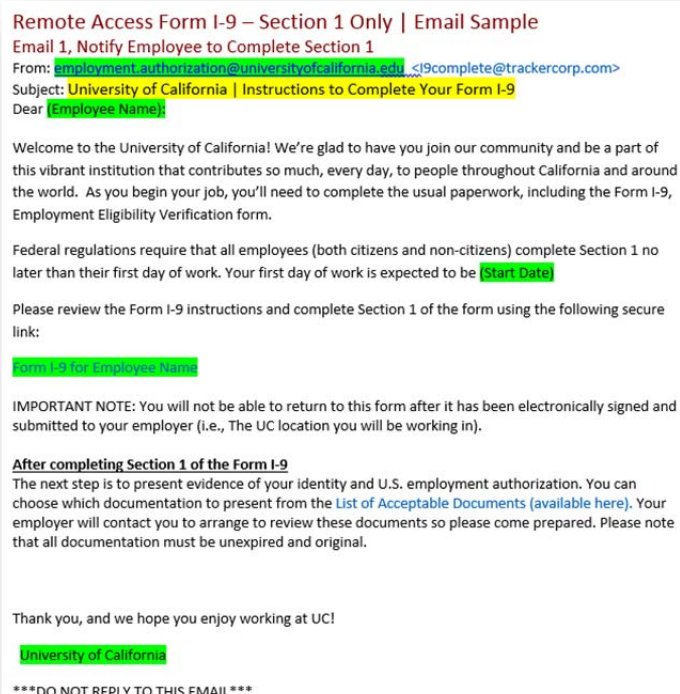 Remote Access Form I-9 – Section 1 Only | Email Sample
Email 1, Notify Employee to Complete Section 1
From: employment.authorization@universityofcalifornia.edu <I9complete@trackercorp.com>
Subject: University of California | Instructions to Complete Your Form I-9
Dear (Employee Name):
Welcome to the University of California! We’re glad to have you join our community and be a part of
this vibrant institution that contributes so much, every day, to people throughout California and around
the world. As you begin your job, you’ll need to complete the usual paperwork, including the Form I-9,
Employment Eligibility Verification form.
Federal regulations require that all employees (both citizens and non-citizens) complete Section 1 no
later than their first day of work. Your first day of work is expected to be (Start Date)
Please review the Form I-9 instructions and complete Section 1 of the form using the following secure
link:
Form I-9 for Employee Name
IMPORTANT NOTE: You will not be able to return to this form after it has been electronically signed and
submitted to your employer (i.e., The UC location you will be working in).
After completing Section 1 of the Form I-9
The next step is to present evidence of your identity and U.S. employment authorization. You can
choose which documentation to present from the List of Acceptable Documents (available here). Your
employer will contact you to arrange to review these documents so please come prepared. Please note
that all documentation must be unexpired and original.
Thank you, and we hope you enjoy working at UC!
University of California
***DO NOT REPLY TO THIS EMAIL***